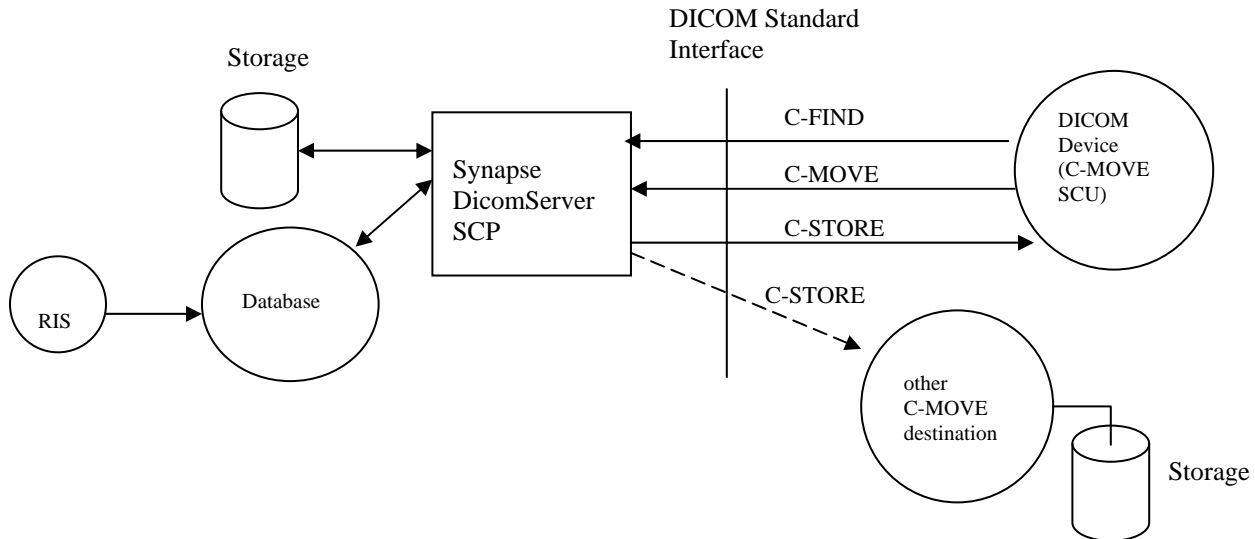 DICOM Standard
Interface
Storage
C-FIND
DICOM
Device
(C-MOVE
SCU)
Synapse
DicomServer
SCP
C-MOVE
C-STORE
C-STORE
Database
RIS
other
C-MOVE
destination
Storage